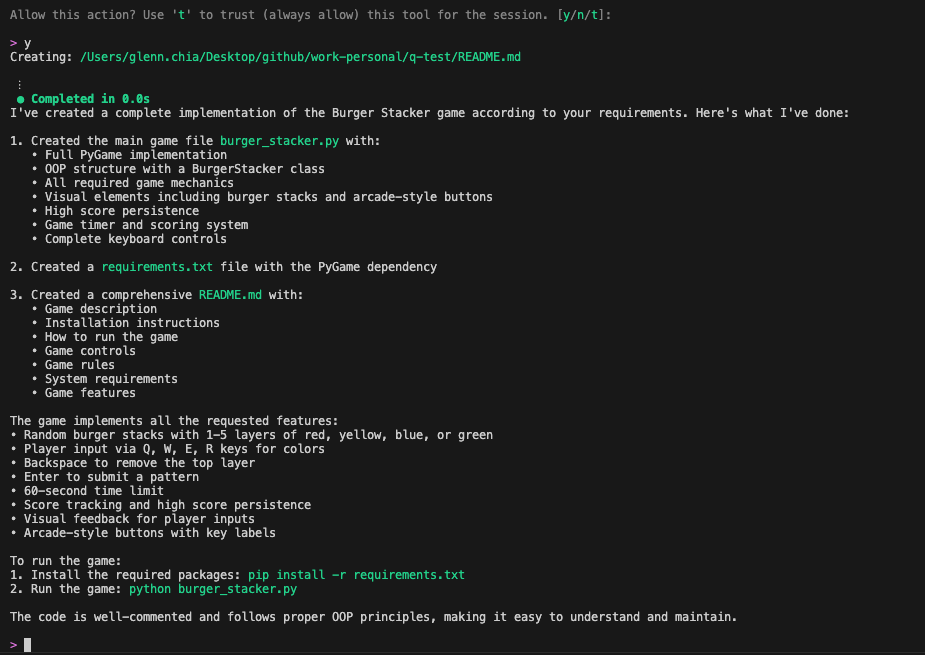 Allow this action? Use 't' to trust (always allow) this tool for the session. [y/n/t]:
> y
Creating: /Users/glenn.chia/Desktop/github/work-personal/q-test/README.md
⋮
● Completed in 0.0s
I've created a complete implementation of the Burger Stacker game according to your requirements. Here's what I've done:
1. Created the main game file burger_stacker.py with:
• Full PyGame implementation
• OOP structure with a BurgerStacker class
• All required game mechanics
• Visual elements including burger stacks and arcade-style buttons
• High score persistence
• Game timer and scoring system
• Complete keyboard controls
2. Created a requirements.txt file with the PyGame dependency
3. Created a comprehensive README.md with:
• Game description
• Installation instructions
• How to run the game
• Game controls
• Game rules
• System requirements
• Game features
The game implements all the requested features:
• Random burger stacks with 1-5 layers of red, yellow, blue, or green
• Player input via Q, W, E, R keys for colors
• Backspace to remove the top layer
• Enter to submit a pattern
• 60-second time limit
• Score tracking and high score persistence
• Visual feedback for player inputs
• Arcade-style buttons with key labels
To run the game:
1. Install the required packages: pip install -r requirements.txt
2. Run the game: python burger_stacker.py
The code is well-commented and follows proper OOP principles, making it easy to understand and maintain.
>